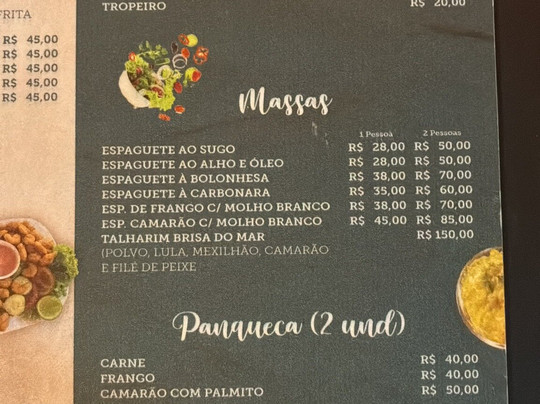 TROPEIRO R$ 20,00
FRITA
R$ 45,00
R$ 45,00
R$ 45,00
R$ 45,00
R$ 45,00
Massas
1 Pessoa 2 Pessoas
ESPAGUETE AO SUGO R$ 28,00 R$ 50,00
ESPAGUETE AO ALHO E ÓLEO R$ 28,00 R$ 50,00
ESPAGUETE À BOLONHESA R$ 38,00 R$ 70,00
ESPAGUETE À CARBONARA R$ 35,00 R$ 60,00
ESP. DE FRANGO C/ MOLHO BRANCO R$ 38,00 R$ 70,00
ESP. CAMARÃO C/ MOLHO BRANCO R$ 45,00 R$ 85,00
TALHARIM BRISA DO MAR R$ 150,00
(POLVO, LULA, MEXILHÃO, CAMARÃO
E FILÉ DE PEIXE
Panqueca (2 und)
CARNE R$ 40,00
FRANGO R$ 40,00
CAMARÃO COM PALMITO R$ 50,00